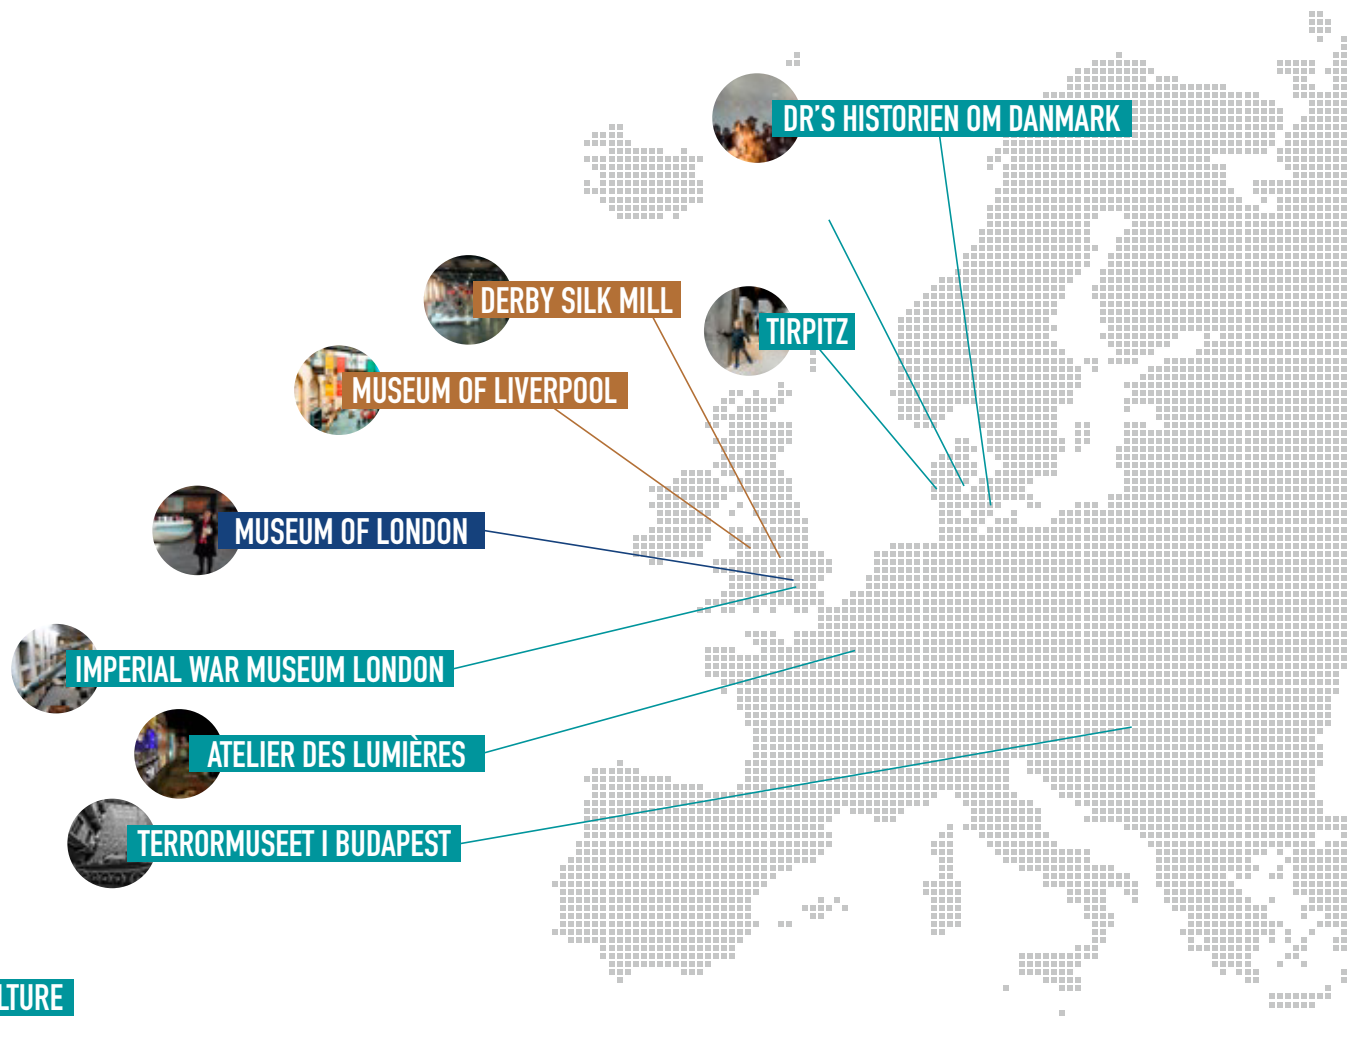 DR'S HISTORIEN OM DANMARK
DERBY SILK MILL
TIRPITZ
MUSEUM OF LIVERPOOL
MUSEUM OF LONDON
IMPERIAL WAR MUSEUM LONDON
ATELIER DES LUMIÈRES
TERRORMUSEET I BUDAPEST
LTURE